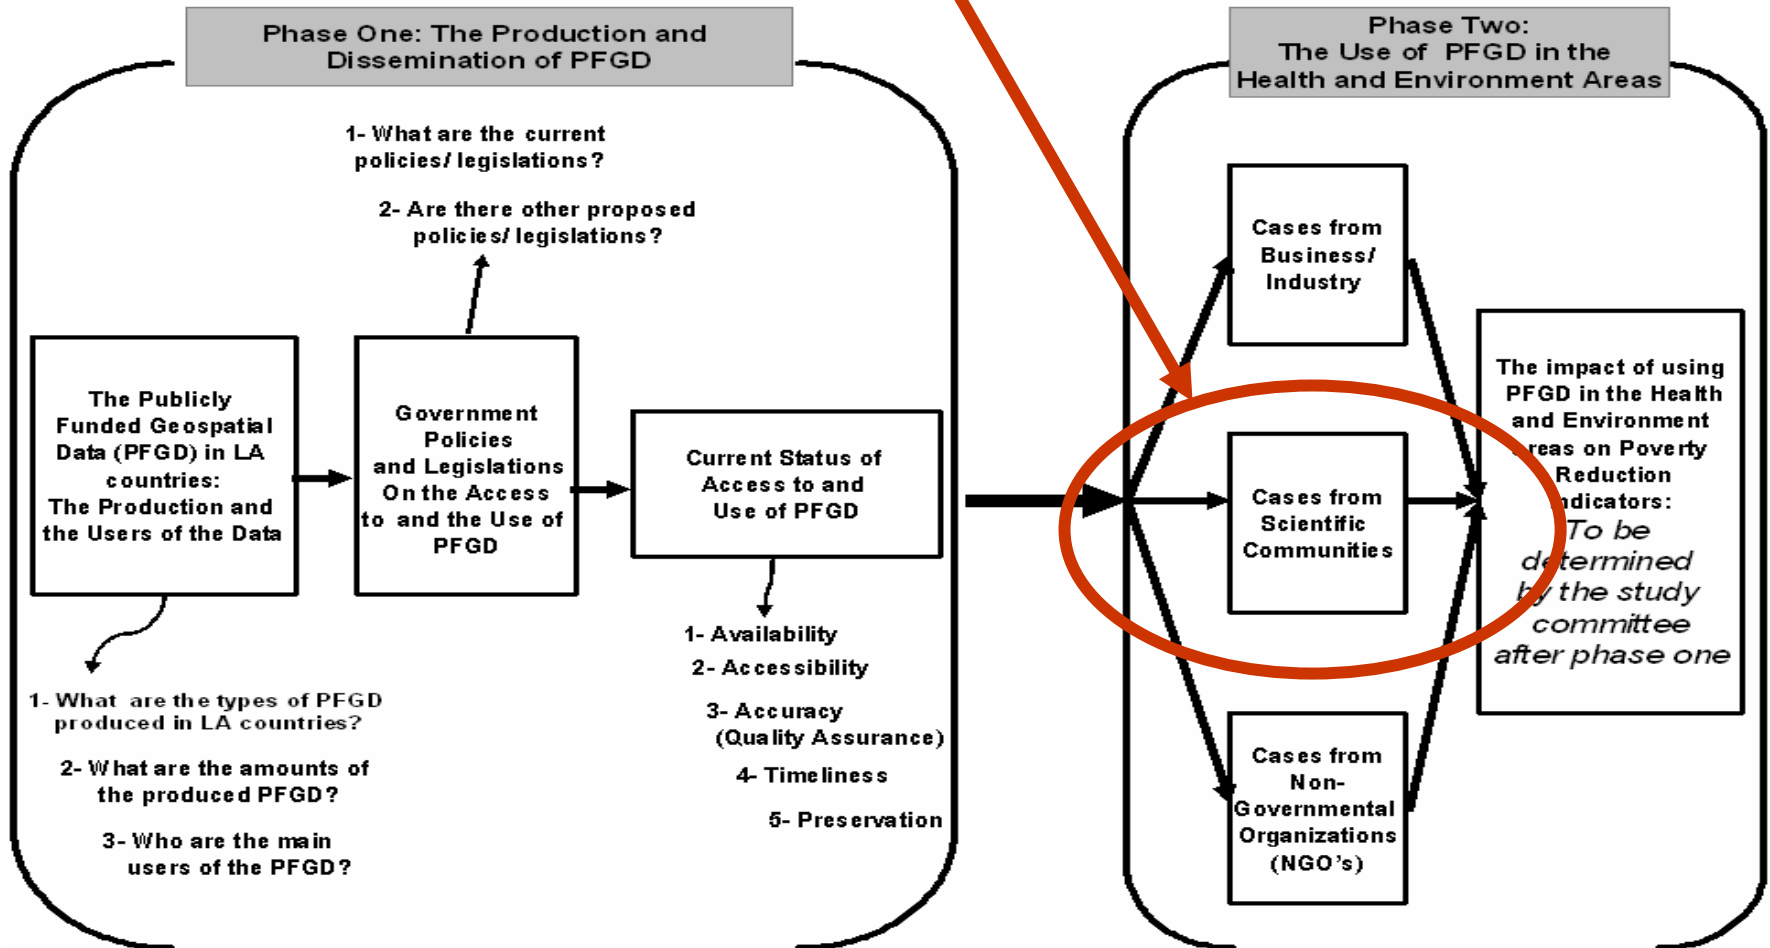 Phase One: The Production and
Dissemination of PFGD
1- What are the current
policies/ legislations?
2- Are there other proposed
policies/ legislations?
The Publicly
Funded Geospatial
Data (PFGD) in LA
countries:
The Production and
the Users of the Data
Government
Policies
and Legislations
On the Access
to and the Use of
PFGD
Current Status of
Access to and
Use of PFGD
1- What are the types of PFGD
produced in LA countries?
2- What are the amounts of
the produced PFGD?
3- Who are the main
users of the PFGD?
1- Availability
2- Accessibility
3- Accuracy
(Quality Assurance)
4- Timeliness
5- Preservation
Phase Two:
The Use of PFGD in the
Health and Environment Areas
Cases from
Business/
Industry
Cases from
Scientific
Communities
Cases from
Non-
Governmental
Organizations
(NGO's)
The impact of using
PFGD in the Health
and Environment
areas on Poverty
Reduction
Indicators:
To be
determined
by the study
committee
after phase one